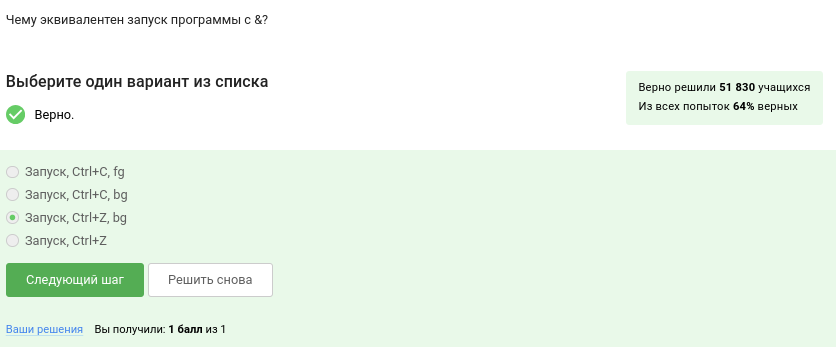 Чему эквивалентен запуск программы с &?
Выберите один вариант из списка
Верно.
Верно решили 51 830 учащихся
Из всех попыток 64% верных
Запуск, Ctrl+C, fg
Запуск, Ctrl+C, bg
Запуск, Ctrl+Z, bg
Запуск, Ctrl+Z
Следующий шаг
Решить снова
Ваши решения Вы получили: 1 балл из 1